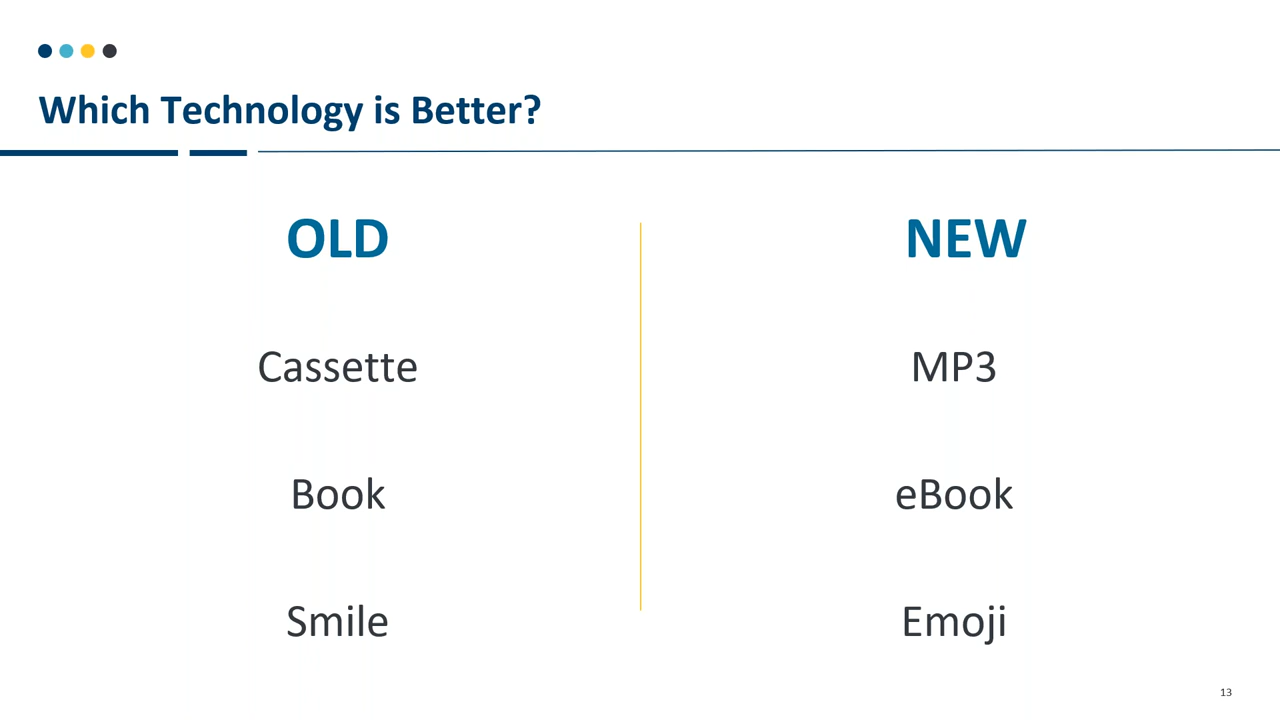 Which Technology is Better?
OLD
NEW
Cassette
MP3
Book
eBook
Smile
Emoji
13